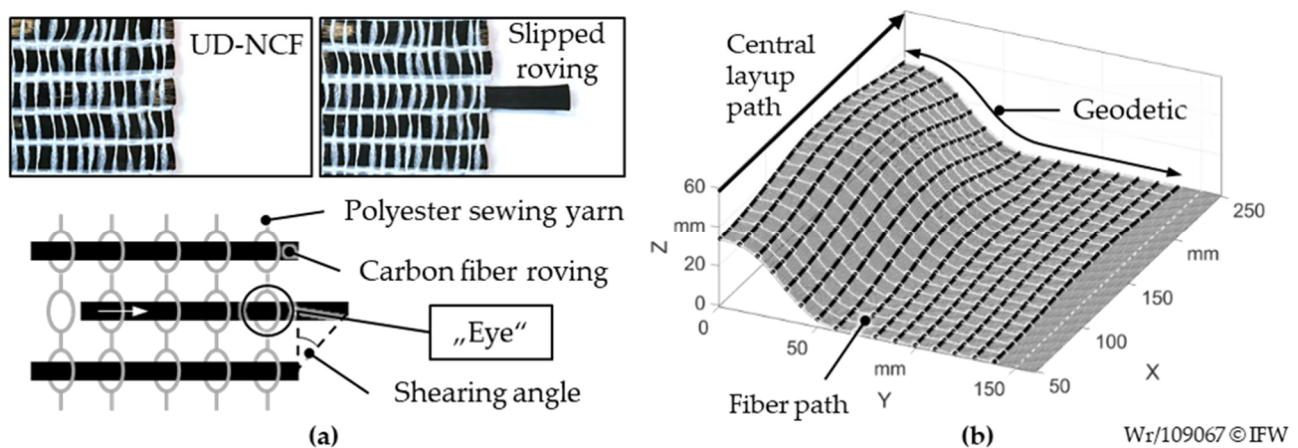 UD-NCF
Slipped
roving
Polyester sewing yarn
Carbon fiber roving
„Eye“
Shearing angle
(a)
Central
layup
path
Geodetic
60
mm
20
0
Z
0
50
mm
Y
150
50
100
X
150
mm
250
Fiber path
(b)
Wr/109067 © IFW